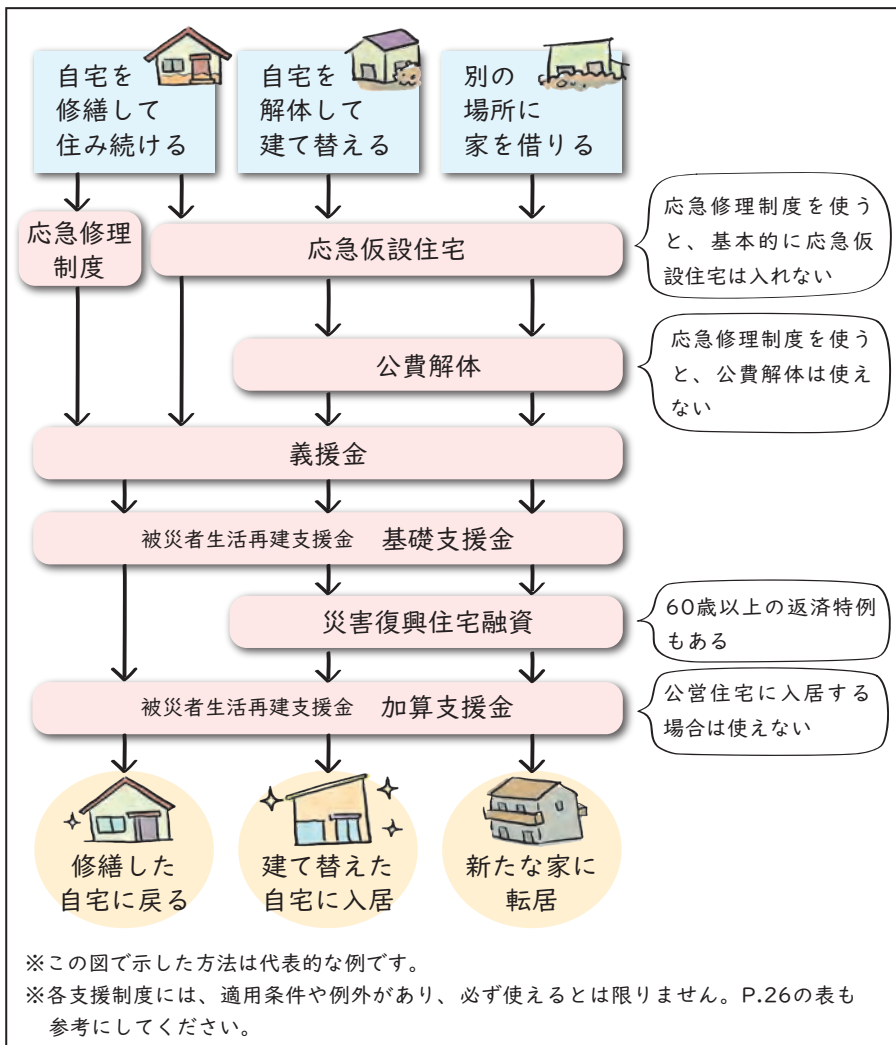 自宅を
修繕して
住み続ける
自宅を
解体して
建て替える
別の
場所に
家を借りる
応急修理
制度
応急仮設住宅
応急修理制度を使う
と、基本的に応急仮
設住宅は入れない
公費解体
応急修理制度を使う
と、公費解体は使え
ない
義援金
被災者生活再建支援金 基礎支援金
災害復興住宅融資
60歳以上の返済特例
もある
被災者生活再建支援金 加算支援金
公営住宅に入居する
場合は使えない
修繕した
自宅に戻る
建て替えた
自宅に入居
新たな家に
転居
※この図で示した方法は代表的な例です。
※各支援制度には、適用条件や例外があり、必ず使えるとは限りません。P.26の表も
参考にしてください。